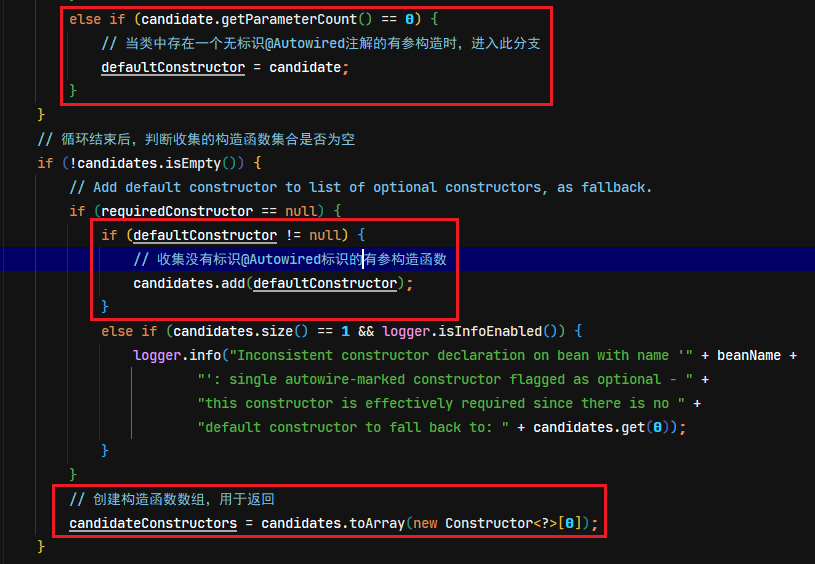 else if (candidate.getParameterCount() == 0) {
// 当类中存在一个无标识@Autowired注解的有参构造时，进入此分支
defaultConstructor = candidate;
}
}
// 循环结束后，判断收集的构造函数集合是否为空
if (!candidates.isEmpty()) {
// Add default constructor to list of optional constructors, as fallback.
if (requiredConstructor == null) {
if (defaultConstructor != null) {
// 收集没有标识@Autowired标识的有参构造函数
candidates.add(defaultConstructor);
}
else if (candidates.size() == 1 && logger.isInfoEnabled()) {
logger.info("Inconsistent constructor declaration on bean with name '" + beanName +
"': single autowire-marked constructor flagged as optional - " +
"this constructor is effectively required since there is no " +
"default constructor to fall back to: " + candidates.get(0));
}
}
// 创建构造函数数组，用于返回
candidateConstructors = candidates.toArray(new Constructor<?>[0]);
}